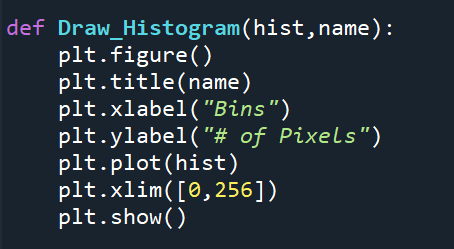 def Draw_Histogram(hist,name):
    plt.figure()
    plt.title(name)
    plt.xlabel("Bins")
    plt.ylabel("# of Pixels")
    plt.plot(hist)
    plt.xlim([0,256])
    plt.show()